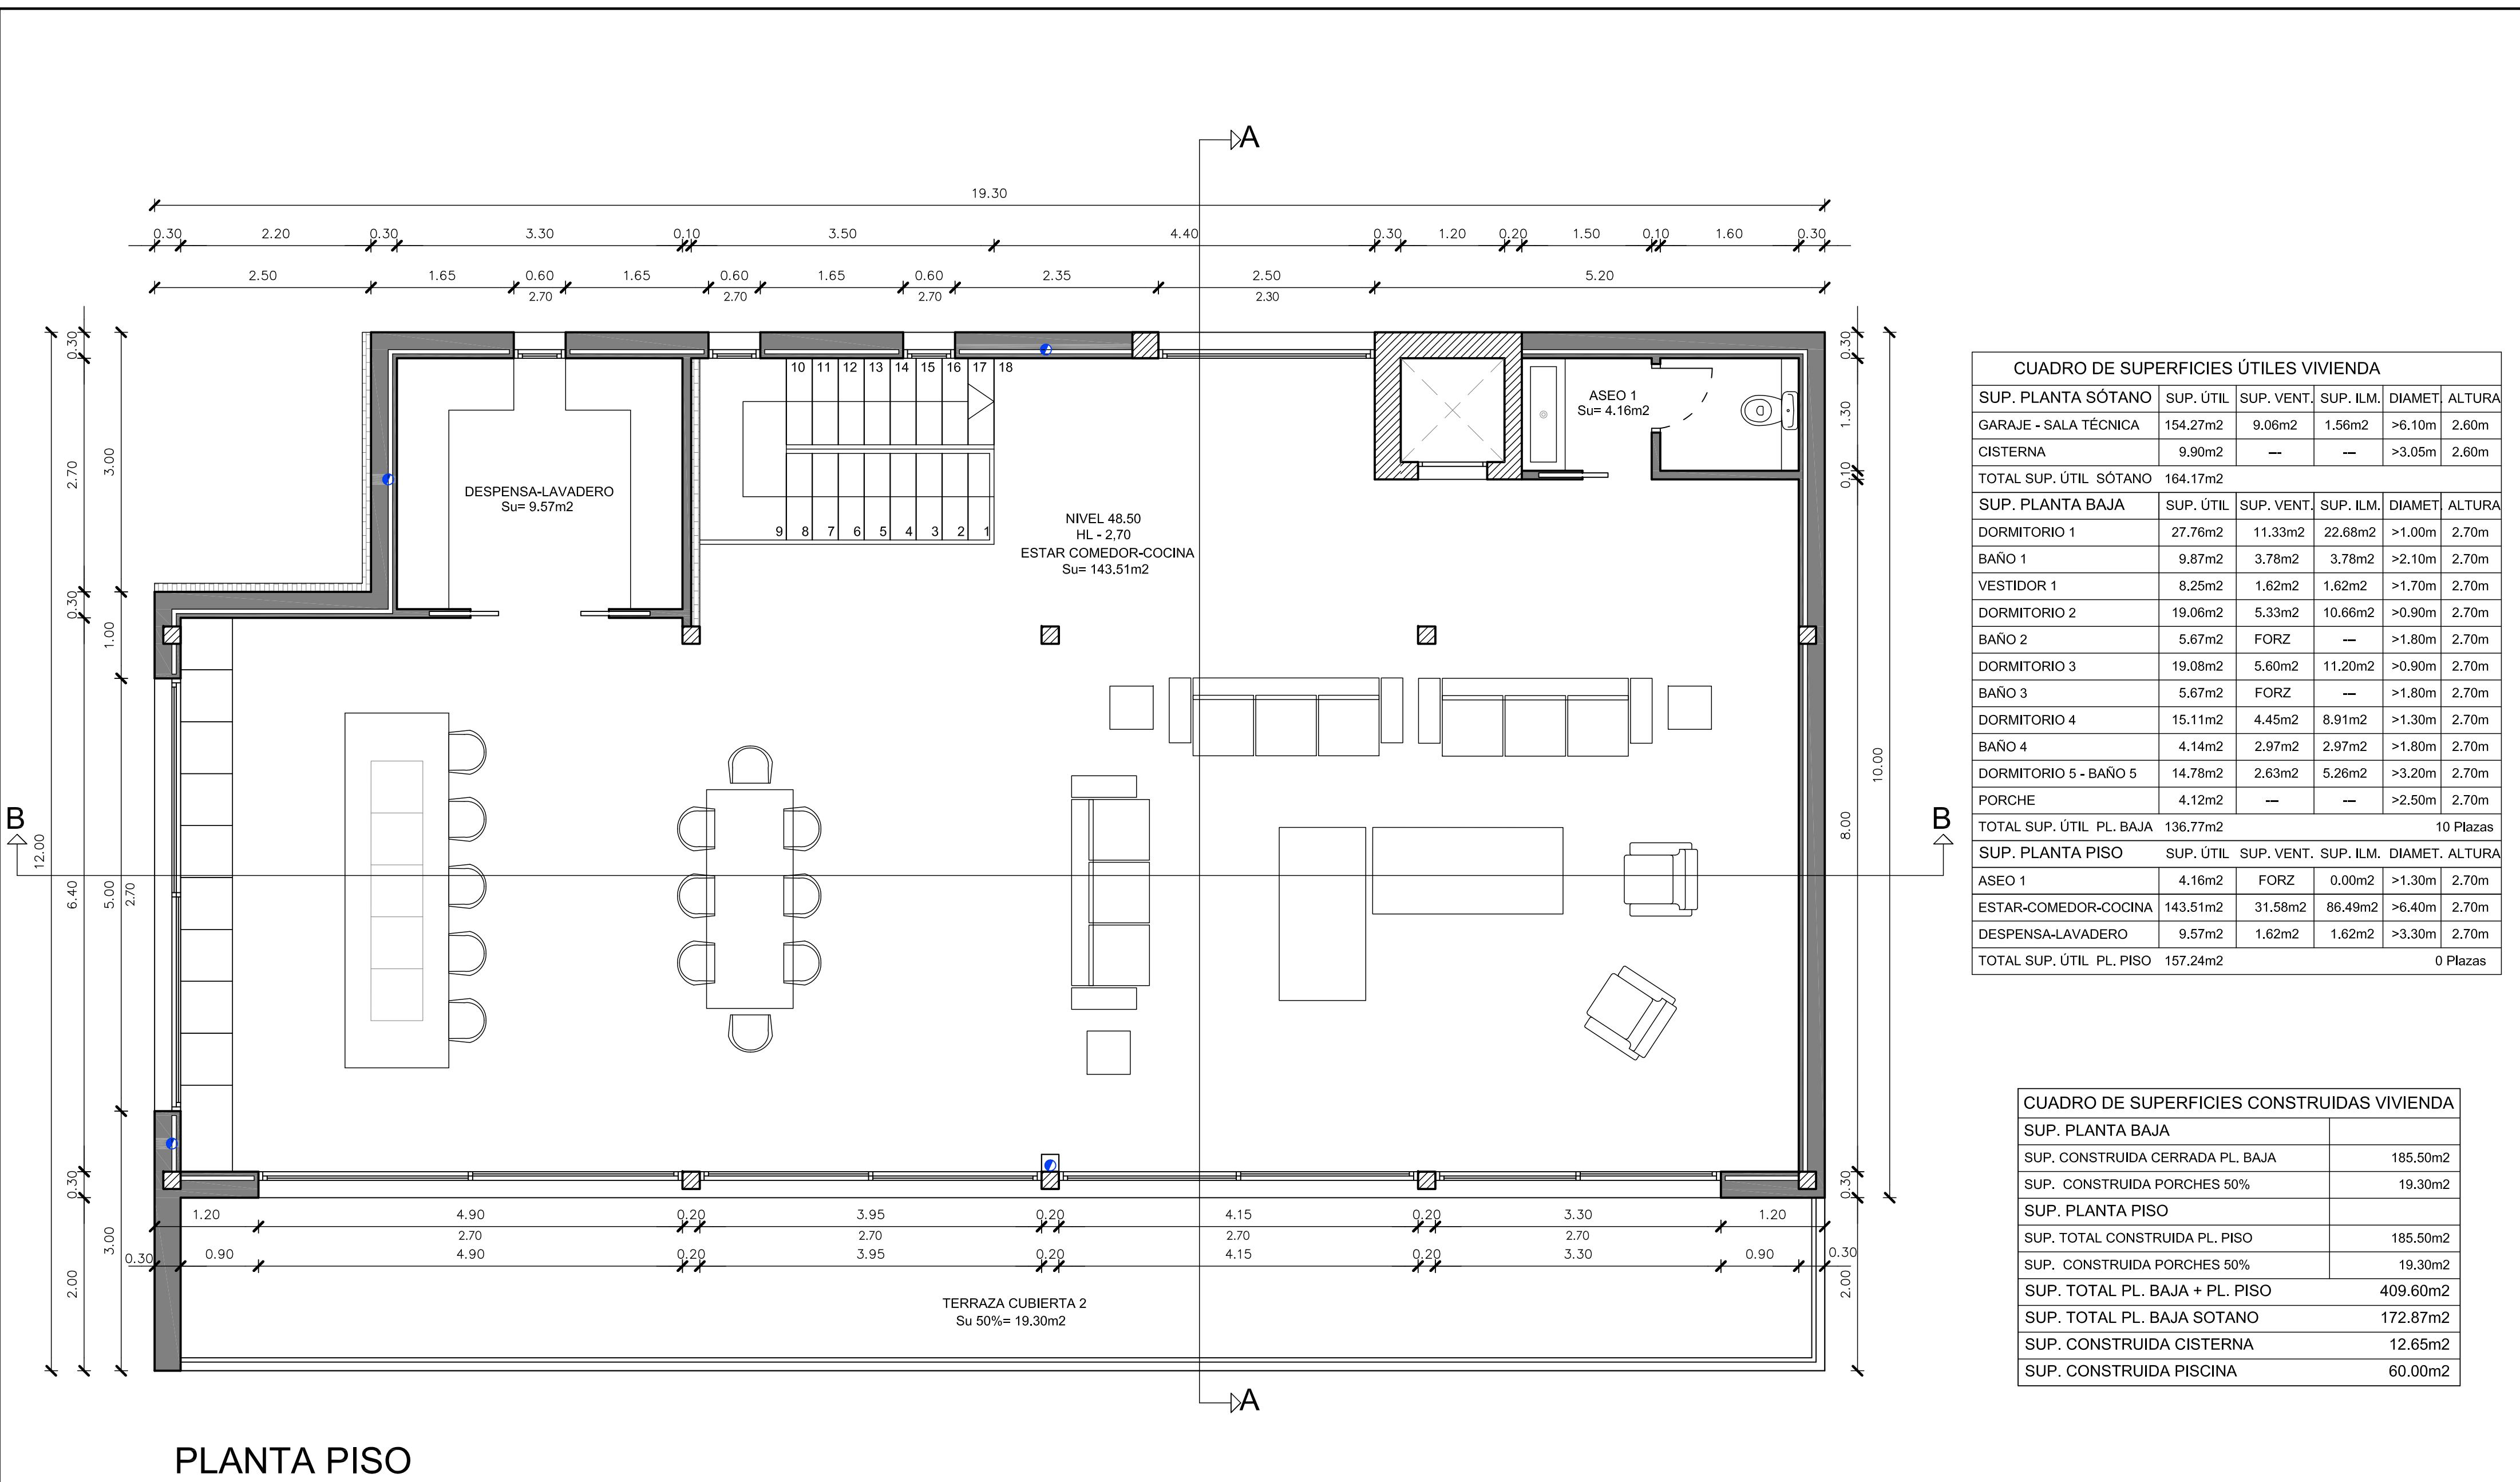 A
19.30
0.30 2.20 0.30 3.30 0.10 3.50 4.40 0.30 1.20 0.20 1.50 0.10 1.60 0.30
2.50 1.65 0.60 1.65 0.60 1.65 0.60 2.35 2.50 5.20
2.70 2.70 2.70 2.30
0.30
2.70
3.00
0.30
1.00
12.00
6.40
5.00
2.70
0.30
3.00
2.00
10 11 12 13 14 15 16 17 18
9 8 7 6 5 4 3 2 1
DESPENSA-LAVADERO
Su= 9.57m2
NIVEL 48.50
HL - 2,70
ESTAR COMEDOR-COCINA
Su= 143.51m2
ASEO 1
Su= 4.16m2
0.30
1.30
0.10
10.00
8.00
0.30
2.00
B
B
1.20 4.90 0.20 3.95 0.20 4.15 0.20 3.30 1.20
2.70 2.70 2.70 2.70
0.30 0.90 4.90 0.20 3.95 0.20 4.15 0.20 3.30 0.90 0.30
TERRAZA CUBIERTA 2
Su 50%= 19.30m2
A
PLANTA PISO
CUADRO DE SUPERFICIES ÚTILES VIVIENDA
SUP. PLANTA SÓTANO SUP. ÚTIL SUP. VENT. SUP. ILM. DIAMET. ALTURA
GARAJE - SALA TÉCNICA 154.27m2 9.06m2 1.56m2 >6.10m 2.60m
CISTERNA 9.90m2 --- --- >3.05m 2.60m
TOTAL SUP. ÚTIL SÓTANO 164.17m2
SUP. PLANTA BAJA SUP. ÚTIL SUP. VENT. SUP. ILM. DIAMET. ALTURA
DORMITORIO 1 27.76m2 11.33m2 22.68m2 >1.00m 2.70m
BAÑO 1 9.87m2 3.78m2 3.78m2 >2.10m 2.70m
VESTIDOR 1 8.25m2 1.62m2 1.62m2 >1.70m 2.70m
DORMITORIO 2 19.06m2 5.33m2 10.66m2 >0.90m 2.70m
BAÑO 2 5.67m2 FORZ --- >1.80m 2.70m
DORMITORIO 3 19.08m2 5.60m2 11.20m2 >0.90m 2.70m
BAÑO 3 5.67m2 FORZ --- >1.80m 2.70m
DORMITORIO 4 15.11m2 4.45m2 8.91m2 >1.30m 2.70m
BAÑO 4 4.14m2 2.97m2 2.97m2 >1.80m 2.70m
DORMITORIO 5 - BAÑO 5 14.78m2 2.63m2 5.26m2 >3.20m 2.70m
PORCHE 4.12m2 --- --- >2.50m 2.70m
TOTAL SUP. ÚTIL PL. BAJA 136.77m2 10 Plazas
SUP. PLANTA PISO SUP. ÚTIL SUP. VENT. SUP. ILM. DIAMET. ALTURA
ASEO 1 4.16m2 FORZ 0.00m2 >1.30m 2.70m
ESTAR-COMEDOR-COCINA 143.51m2 31.58m2 86.49m2 >6.40m 2.70m
DESPENSA-LAVADERO 9.57m2 1.62m2 1.62m2 >3.30m 2.70m
TOTAL SUP. ÚTIL PL. PISO 157.24m2 0 Plazas
CUADRO DE SUPERFICIES CONSTRUIDAS VIVIENDA
SUP. PLANTA BAJA
SUP. CONSTRUIDA CERRADA PL. BAJA 185.50m2
SUP. CONSTRUIDA PORCHES 50% 19.30m2
SUP. PLANTA PISO
SUP. TOTAL CONSTRUIDA PL. PISO 185.50m2
SUP. CONSTRUIDA PORCHES 50% 19.30m2
SUP. TOTAL PL. BAJA + PL. PISO 409.60m2
SUP. TOTAL PL. BAJA SOTANO 172.87m2
SUP. CONSTRUIDA CISTERNA 12.65m2
SUP. CONSTRUIDA PISCINA 60.00m2